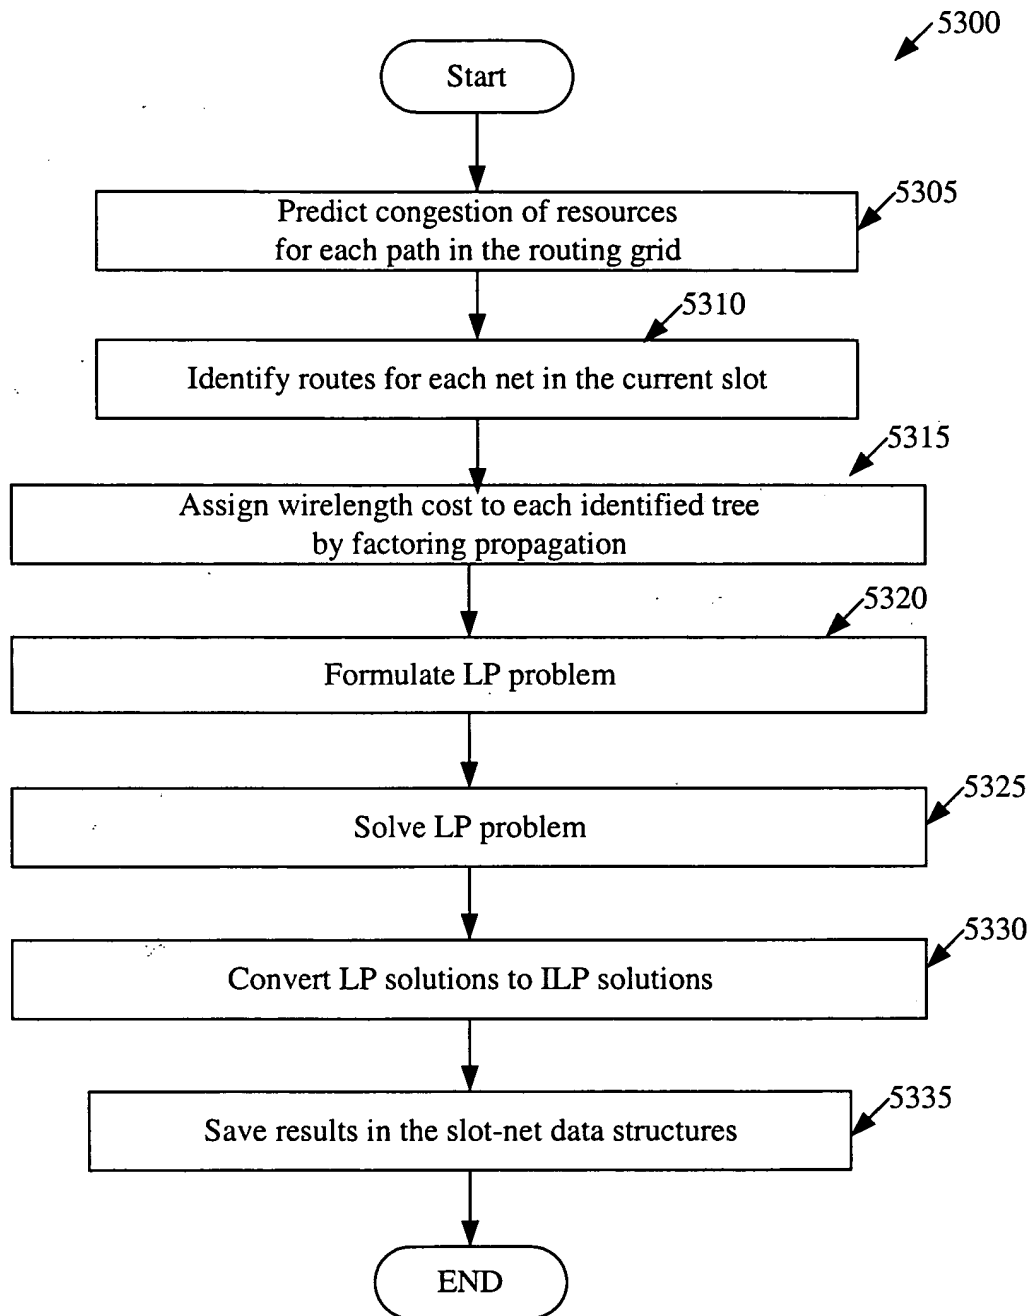 5300
Start
5305
Predict congestion of resources
for each path in the routing grid
5310
Identify routes for each net in the current slot
5315
Assign wirelength cost to each identified tree
by factoring propagation
5320
Formulate LP problem
5325
Solve LP problem
5330
Convert LP solutions to ILP solutions
5335
Save results in the slot-net data structures
END